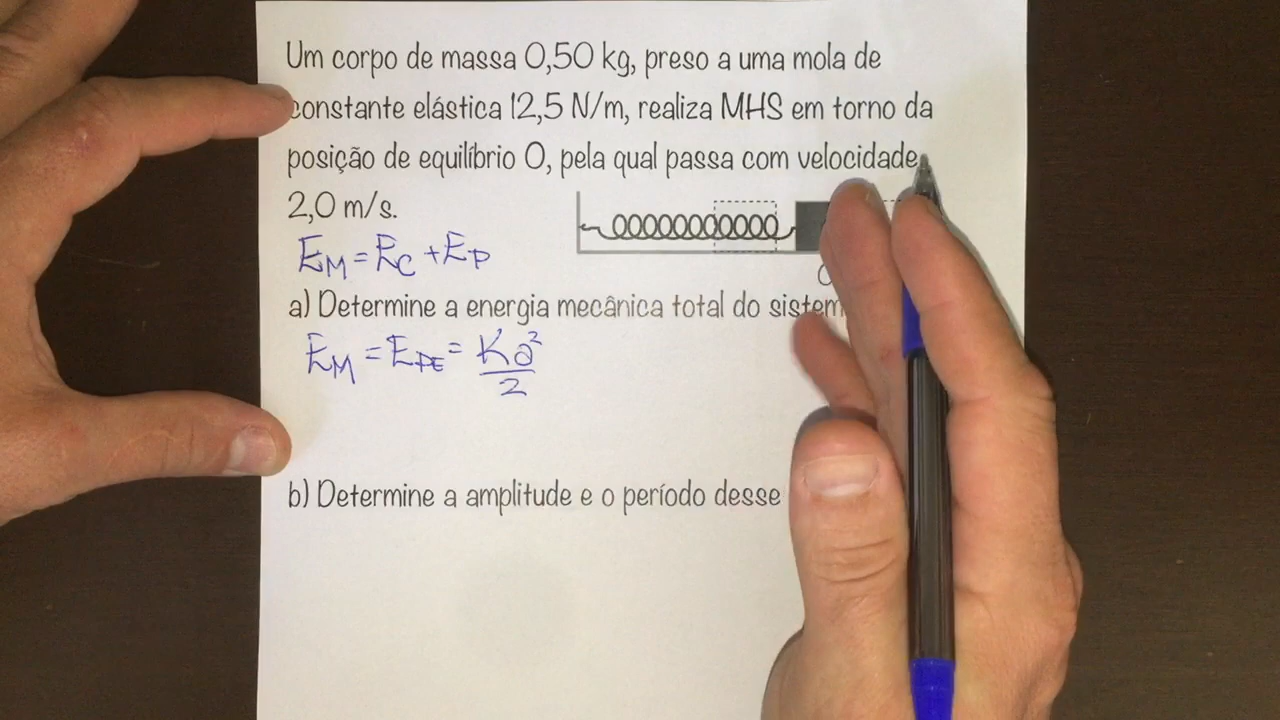 Um corpo de massa 0,50 kg, preso a uma mola de
constante elástica 12,5 N/m, realiza MHS em torno da
posição de equilíbrio O, pela qual passa com velocidade
2,0 m/s.
EM = EC + EP
O
a) Determine a energia mecânica total do sistem
EM = EPE = Ka²/2
b) Determine a amplitude e o período desse